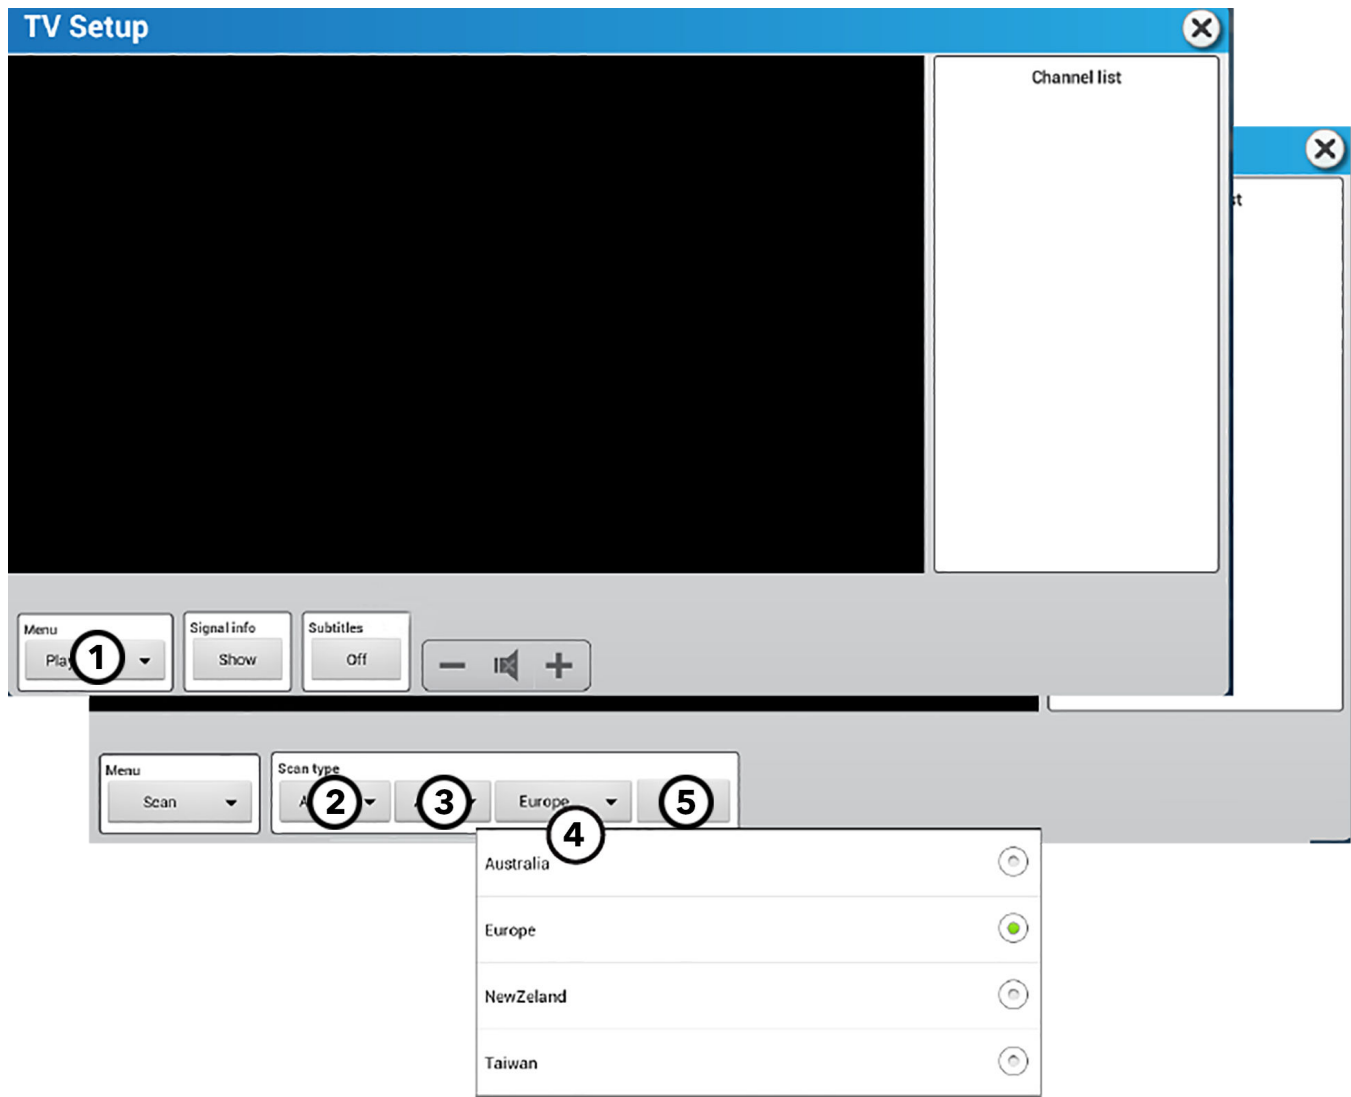 TV Setup
Channel list
st
Menu
Signal info
Subtitles
1
Show
Off
Menu
Scan type
Scan
2
3
Europe
5
4
Australia
Europe
NewZeland
Taiwan